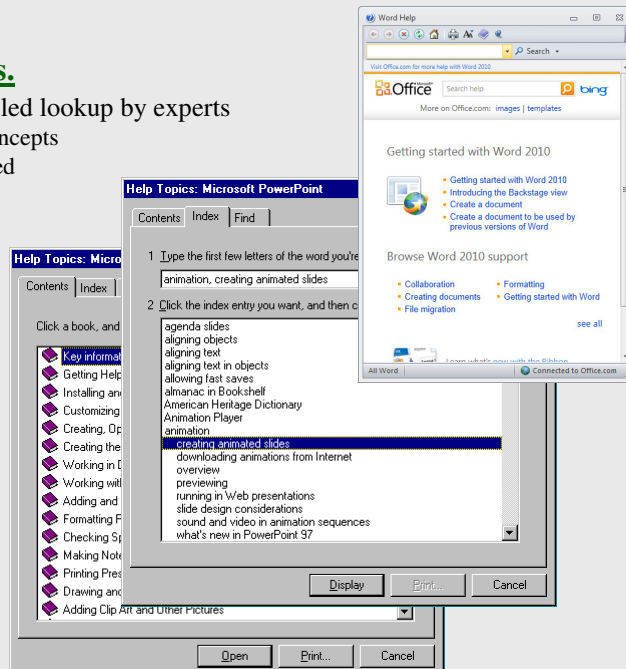 s.
led lookup by experts
ncepts
ed
Word Help
Search
Visit Office.com for more help with Word 2010
Office
Search help
bing
More on Office.com: images | templates
Getting started with Word 2010
Getting started with Word 2010
Introducing the Backstage view
Create a document
Create a document to be used by
previous versions of Word
Browse Word 2010 support
Collaboration
Formatting
Creating documents
Getting started with Word
File migration
see all
Learn what's new with the Ribbon
All Word
Connected to Office.com
Help Topics: Microsoft PowerPoint
Contents Index Find
1 Type the first few letters of the word you're
animation, creating animated slides
2 Click the index entry you want, and then c
agenda slides
aligning objects
aligning text
aligning text in objects
allowing fast saves
almanac in Bookshelf
American Heritage Dictionary
Animation Player
animation
creating animated slides
downloading animations from Internet
overview
previewing
running in Web presentations
slide design considerations
sound and video in animation sequences
what's new in PowerPoint 97
Display Print... Cancel
Help Topics: Micro
Contents Index
Click a book, and
Key informat
Getting Help
Installing and
Customizing
Creating, Op
Creating the
Working in D
Working wit
Adding and
Formatting P
Checking Sp
Making Note
Printing Pres
Drawing and
Adding Clip Art and Other Pictures
Open Print... Cancel